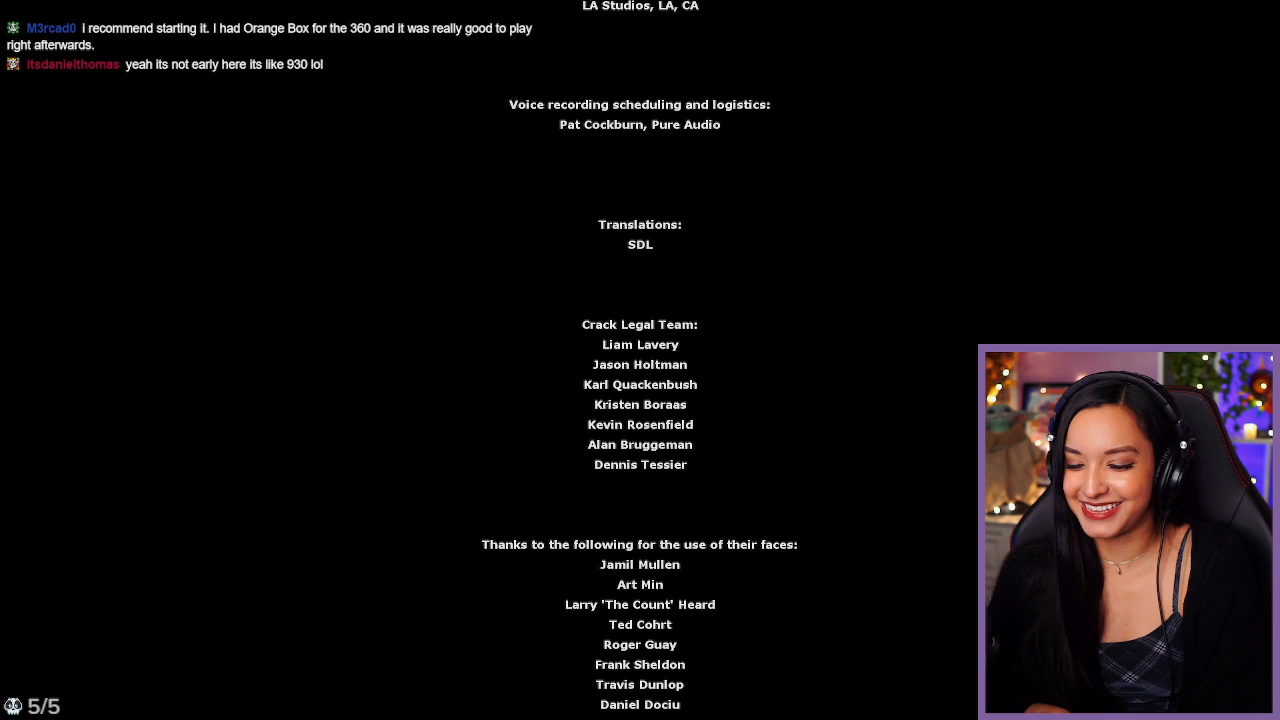 LA Studios, LA, CA
M3rcad0 i recommend starting it. I had Orange Box for the 360 and it was really good to play
right afterwards.
Itsdanielthomas yeah its not early here its like 930 lol
Voice recording scheduling and logistics:
Pat Cockburn, Pure Audio
Translations:
SDL
Crack Legal Team:
Liam Lavery
Jason Holtman
Karl Quackenbush
Kristen Boraas
Kevin Rosenfield
Alan Bruggeman
Dennis Tessier
Thanks to the following for the use of their faces:
Jamil Mullen
Art Min
Larry 'The Count' Heard
Ted Cohrt
Roger Guay
Frank Sheldon
Travis Dunlop
Daniel Dociu
5/5